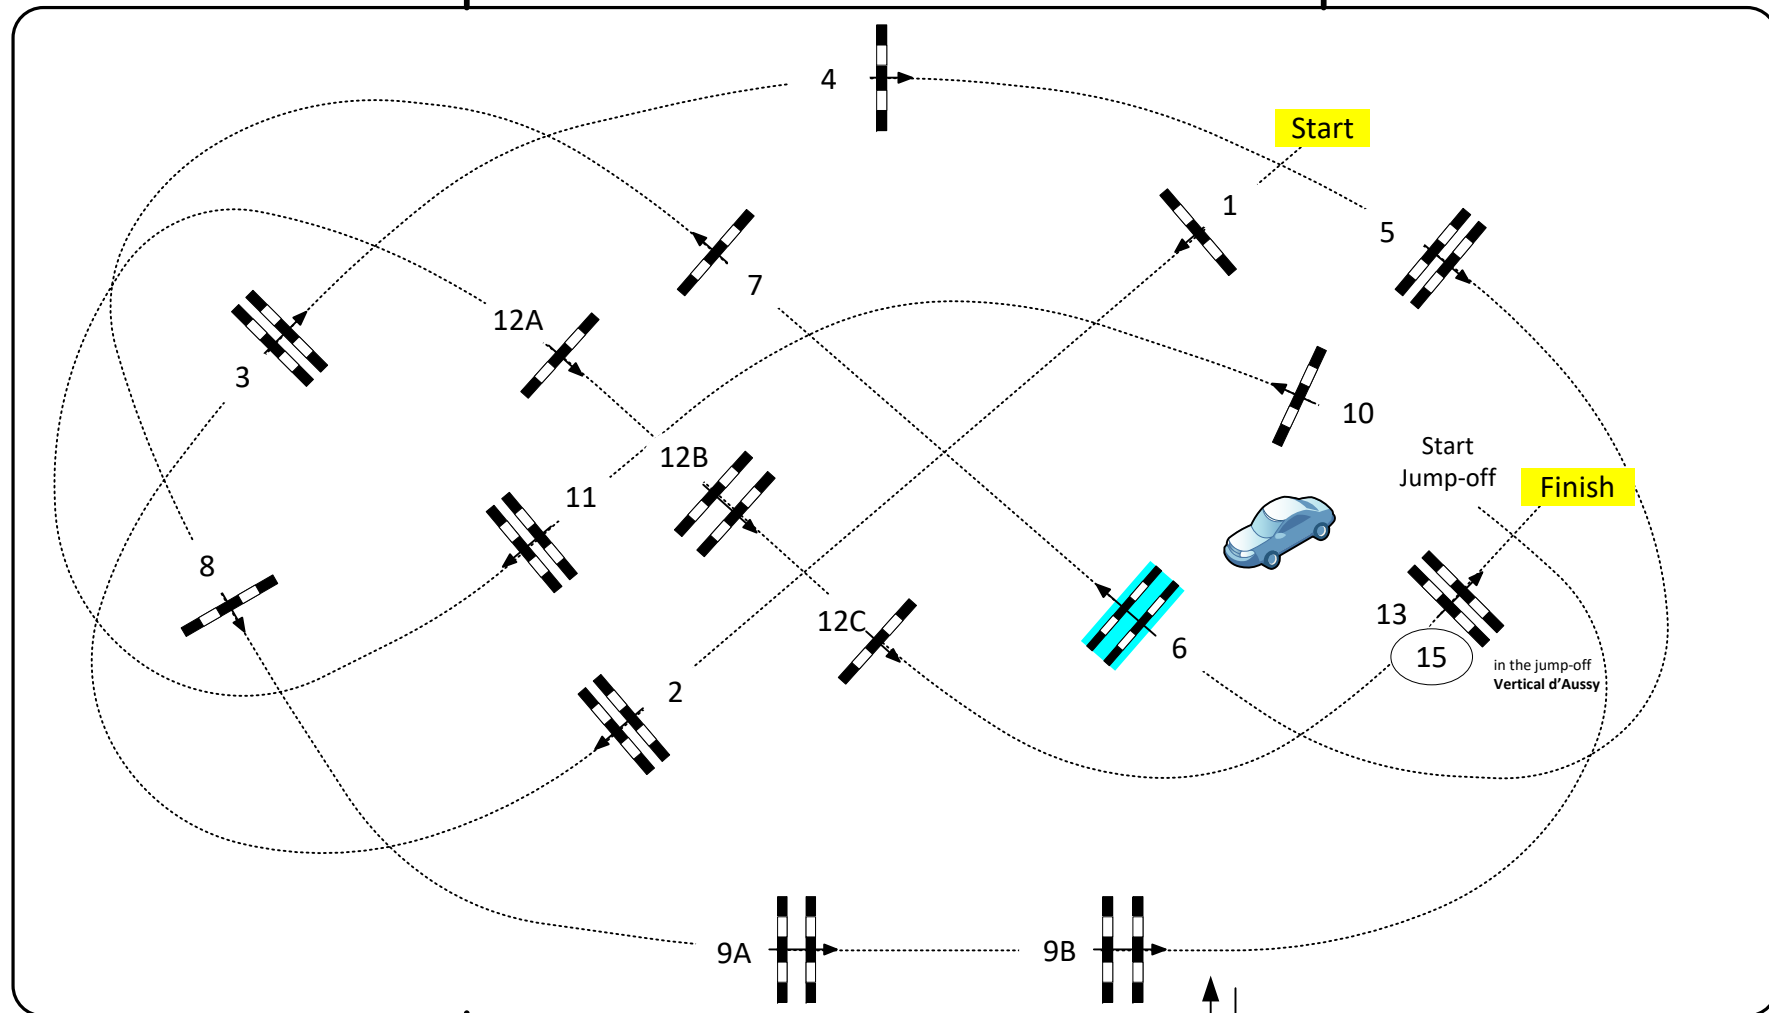 4
Start
1
5
7
12A
3
10
Start
Jump-off
12B
Finish
11
8
13
12C
6
15
in the jump-off
Vertical d'Aussy
2
9A
9B